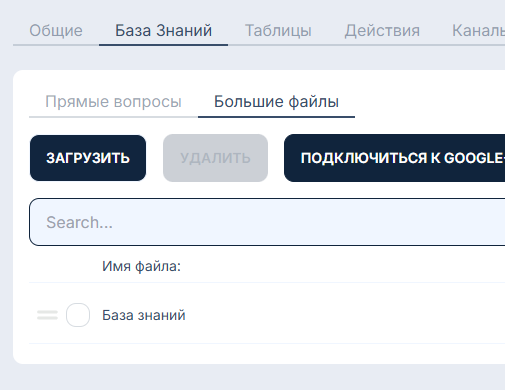 Общие База Знаний Таблицы Действия Каналы
Прямые вопросы Большие файлы
ЗАГРУЗИТЬ УДАЛИТЬ ПОДКЛЮЧИТЬСЯ К GOOGLE-
Search...
Имя файла:
База знаний